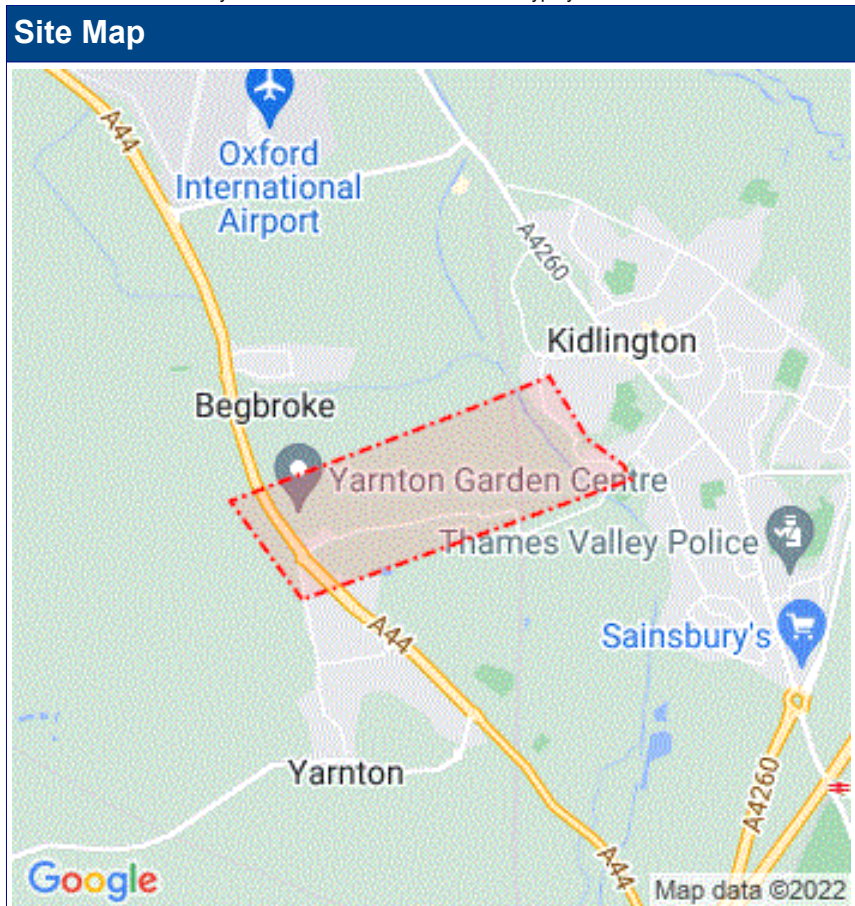 Site Map
A44
Oxford
International
Airport
A4260
Kidlington
Begbroke
Yarnton Garden Centre
Thames Valley Police
A44
Sainsbury's
Yarnton
A4260
A44
Google
Map data ©2022